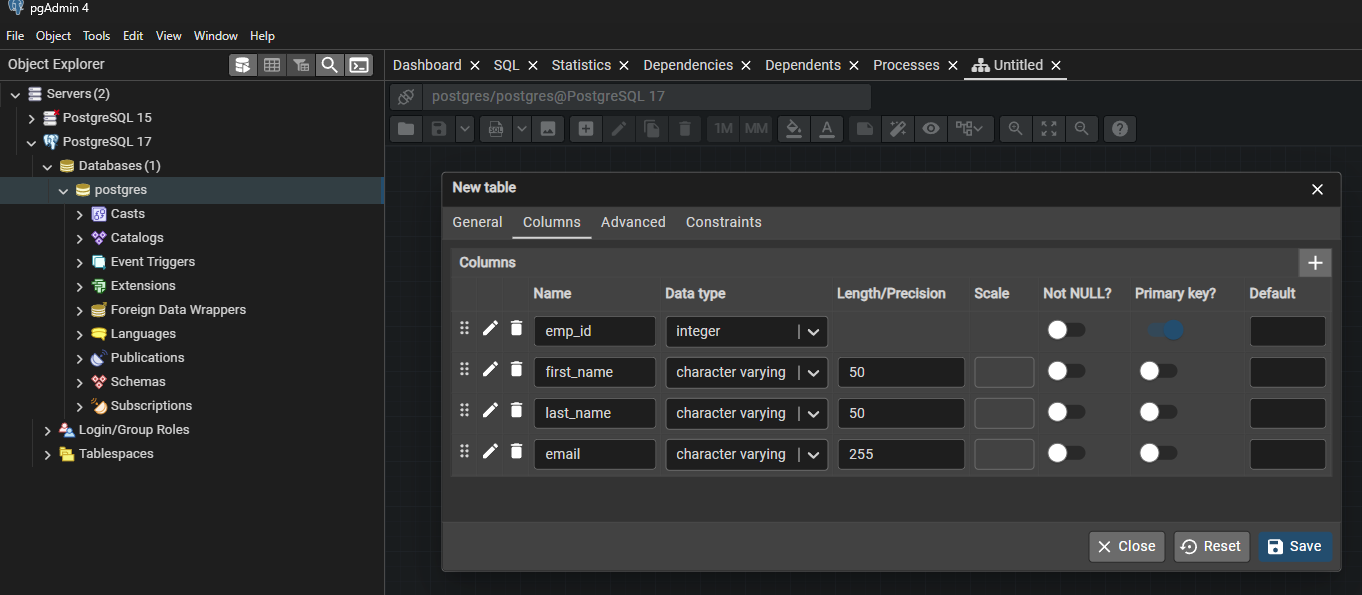 pgAdmin 4
File Object Tools Edit View Window Help
Object Explorer
Servers (2)
PostgreSQL 15
PostgreSQL 17
Databases (1)
postgres
Casts
Catalogs
Event Triggers
Extensions
Foreign Data Wrappers
Languages
Publications
Schemas
Subscriptions
Login/Group Roles
Tablespaces
Dashboard SQL Statistics Dependencies Dependents Processes Untitled
postgres/postgres@PostgreSQL 17
SQL 1M MM A
New table
General Columns Advanced Constraints
Columns
Name Data type Length/Precision Scale Not NULL? Primary key? Default
emp_id integer
first_name character varying 50
last_name character varying 50
email character varying 255
Close Reset Save